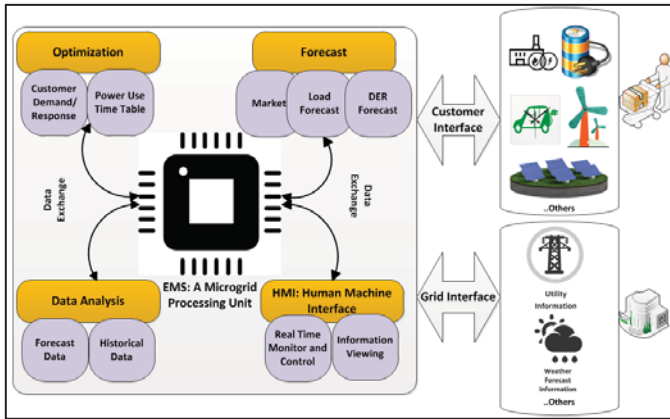 Optimization
Customer
Demand/
Response
Power Use
Time Table
Forecast
Market
Load
Forecast
DER
Forecast
Data
Exchange
Data
Exchange
EMS: A Microgrid
Processing Unit
Data Analysis
Forecast
Data
Historical
Data
HMI: Human Machine
Interface
Real Time
Monitor and
Control
Information
Viewing
Customer
Interface
Grid Interface
..Others
Utility
Information
Weather
Forecast
Information
..Others